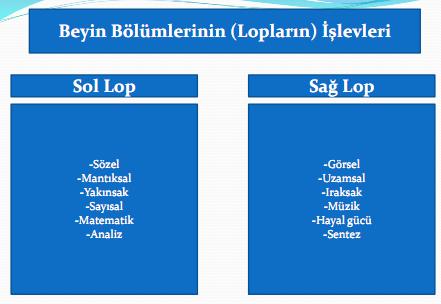 Beyin Bölümlerinin (Lopların) İşlevleri
Sol Lop
-Sözel
-Mantıksal
-Yakınsak
-Sayısal
-Matematik
-Analiz
Sağ Lop
-Görsel
-Uzamsal
-Iraksak
-Müzik
-Hayal gücü
-Sentez